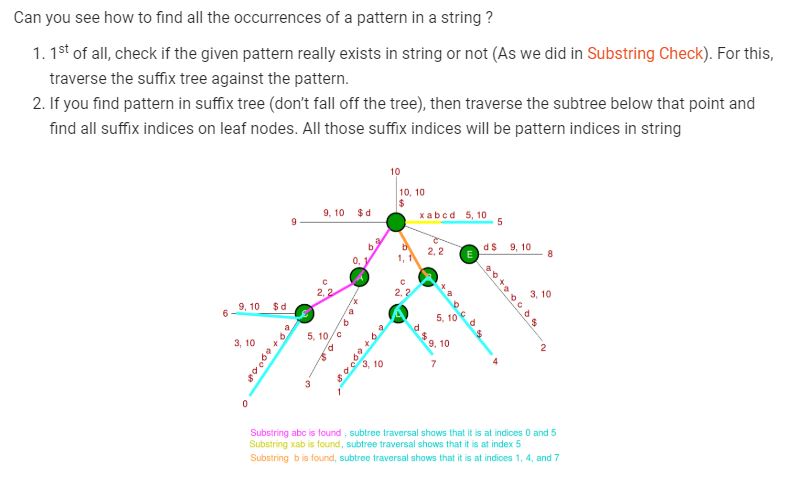 Can you see how to find all the occurrences of a pattern in a string ?
1. 1st of all, check if the given pattern really exists in string or not (As we did in Substring Check). For this,
traverse the suffix tree against the pattern.
2. If you find pattern in suffix tree (don't fall off the tree), then traverse the subtree below that point and
find all suffix indices on leaf nodes. All those suffix indices will be pattern indices in string
10
10, 10
$
9, 10 $ d
x a b c d 5, 10
9
5
a b
0, 1
b
1, 1
c
2, 2
E
d $ 9, 10
8
c
2, 2
c
2, 2
x a b c d $
5, 10
4
a b x a b c d $
3, 10
2
9, 10 $ d
6
a b x a b c d $
3, 10
0
x a b c d $
5, 10
3
a b x a b c d $
3, 10
1
d $
9, 10
7
Substring abc is found , subtree traversal shows that it is at indices 0 and 5
Substring xab is found, subtree traversal shows that it is at index 5
Substring b is found, subtree traversal shows that it is at indices 1, 4, and 7